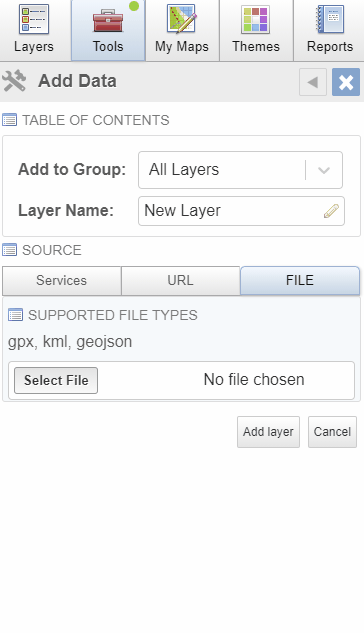 Layers Tools My Maps Themes Reports
Add Data
TABLE OF CONTENTS
Add to Group: All Layers
Layer Name: New Layer
SOURCE
Services URL FILE
SUPPORTED FILE TYPES
gpx, kml, geojson
Select File No file chosen
Add layer Cancel